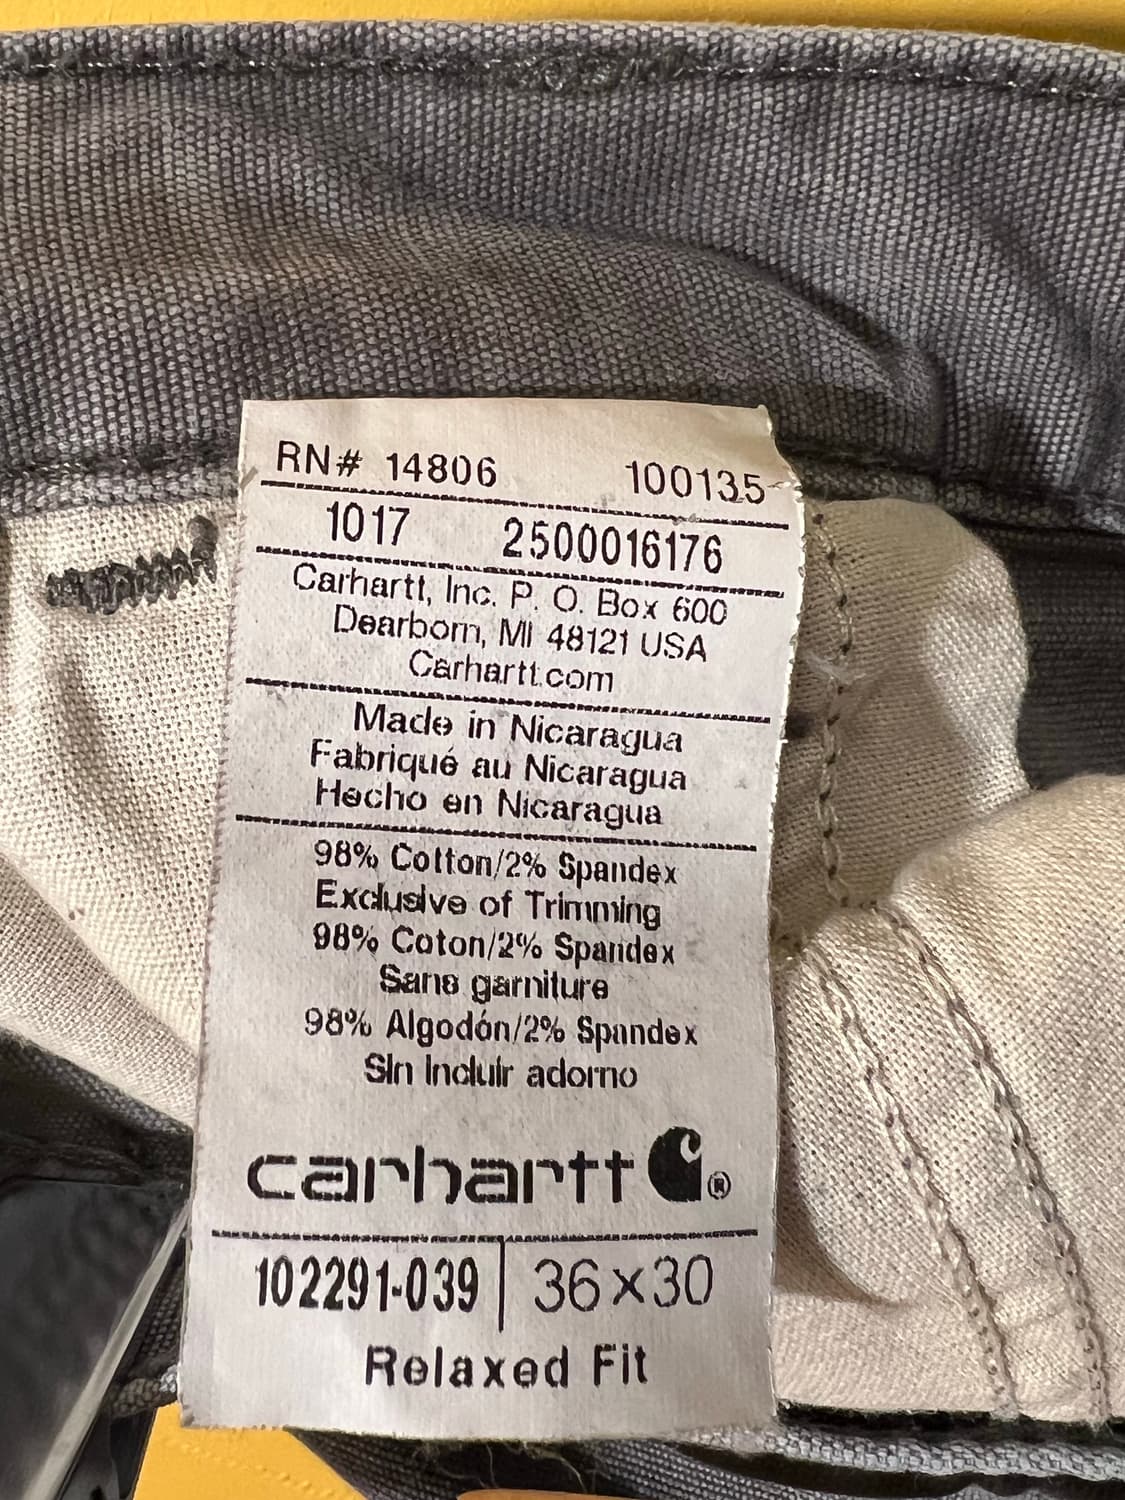 RN# 14806 100135
1017 2500016176
Carhartt, Inc. P. O. Box 600
Dearborn, MI 48121 USA
Carhartt.com
Made in Nicaragua
Fabriqué au Nicaragua
Hecho en Nicaragua
98% Cotton/2% Spandex
Exclusive of Trimming
98% Coton/2% Spandex
Sans garniture
98% Algodón/2% Spandex
Sin Incluir adorno
carhartt ®
102291-039 36x30
Relaxed Fit